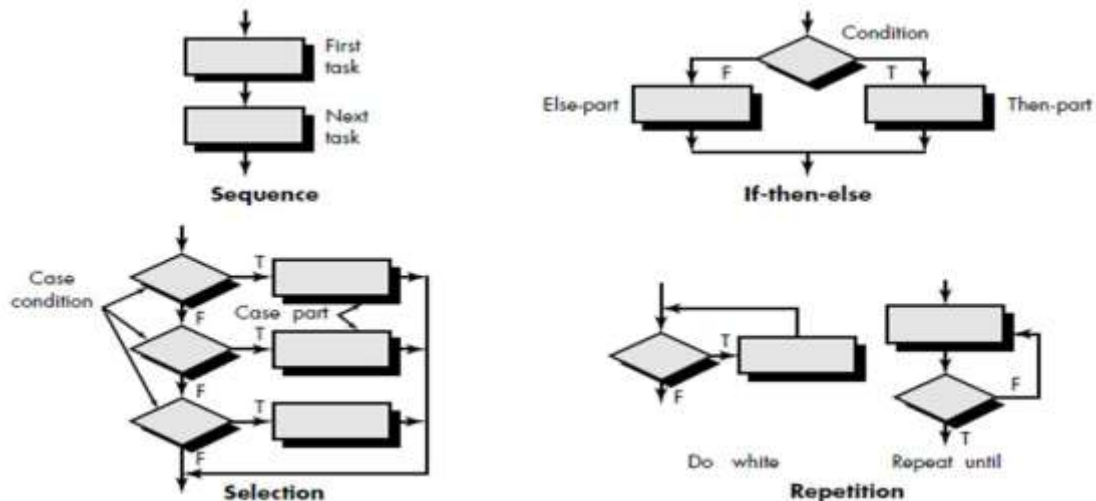 First
task
Next
task
Sequence
Condition
F
T
Else-part
Then-part
If-then-else
Case
condition
T
F
Case part
T
F
T
F
Selection
T
F
Do white
F
T
Repeat until
Repetition